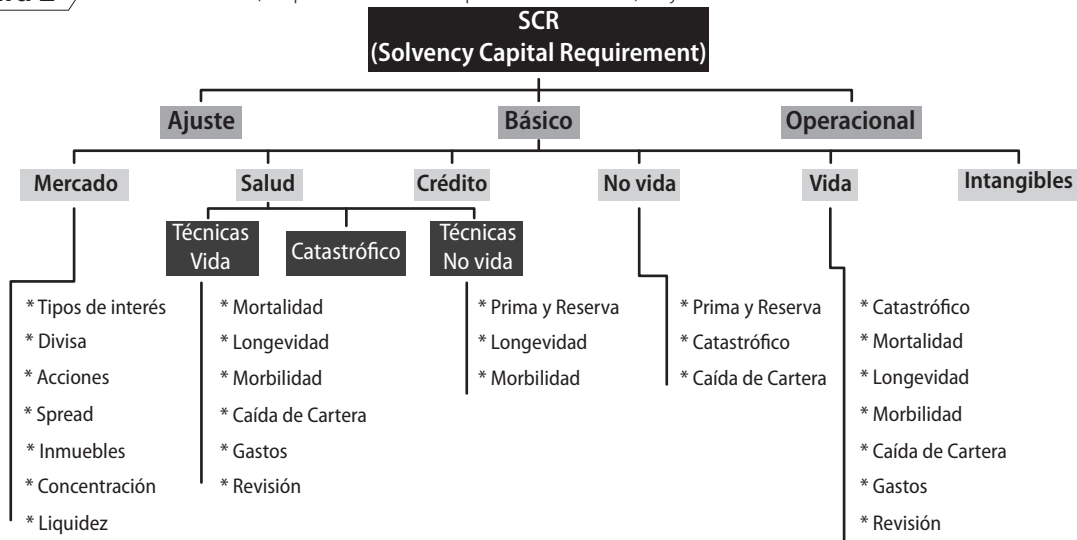 SCR
(Solvency Capital Requirement)
Ajuste
Básico
Operacional
Mercado
Salud
Crédito
No vida
Vida
Intangibles
Técnicas
Vida
Catastrófico
Técnicas
No vida
* Tipos de interés
* Divisa
* Acciones
* Spread
* Inmuebles
* Concentración
* Liquidez
* Mortalidad
* Longevidad
* Morbilidad
* Caída de Cartera
* Gastos
* Revisión
* Prima y Reserva
* Longevidad
* Morbilidad
* Prima y Reserva
* Catastrófico
* Caída de Cartera
* Catastrófico
* Mortalidad
* Longevidad
* Morbilidad
* Caída de Cartera
* Gastos
* Revisión